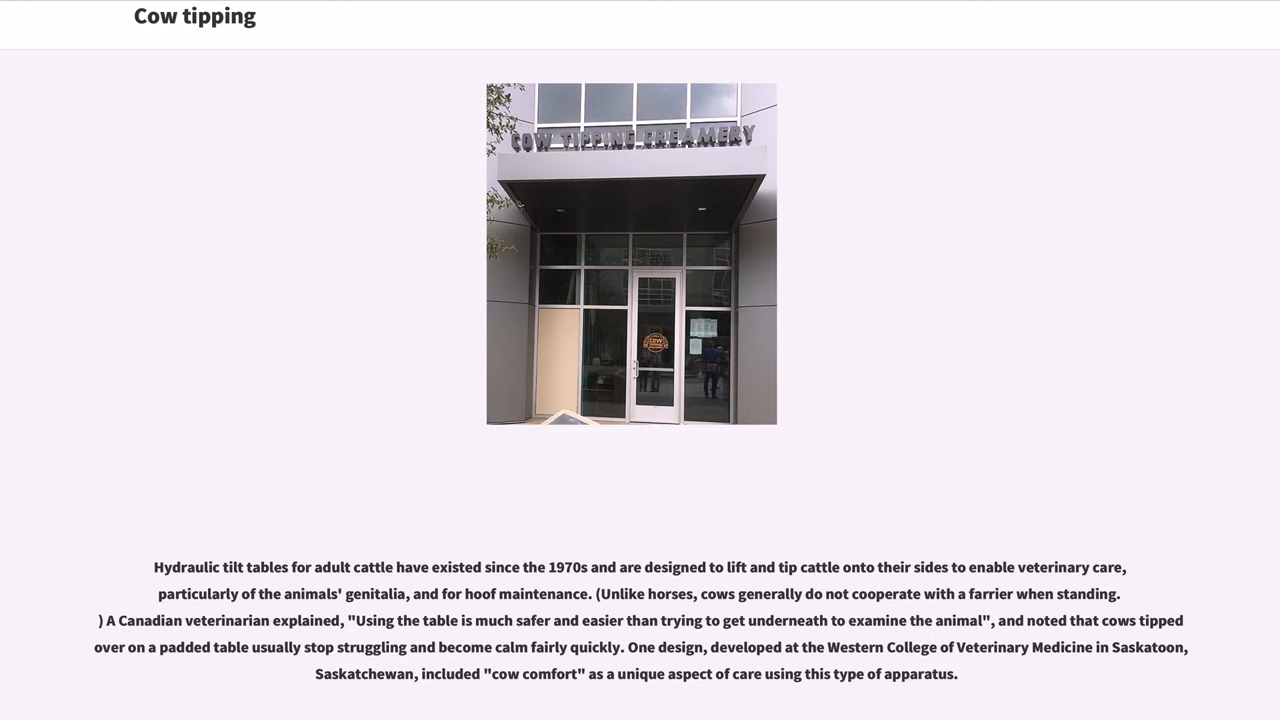 Cow tipping
COW TIPPING CREAMERY
COW
Hydraulic tilt tables for adult cattle have existed since the 1970s and are designed to lift and tip cattle onto their sides to enable veterinary care,
particularly of the animals' genitalia, and for hoof maintenance. (Unlike horses, cows generally do not cooperate with a farrier when standing.
) A Canadian veterinarian explained, "Using the table is much safer and easier than trying to get underneath to examine the animal", and noted that cows tipped
over on a padded table usually stop struggling and become calm fairly quickly. One design, developed at the Western College of Veterinary Medicine in Saskatoon,
Saskatchewan, included "cow comfort" as a unique aspect of care using this type of apparatus.